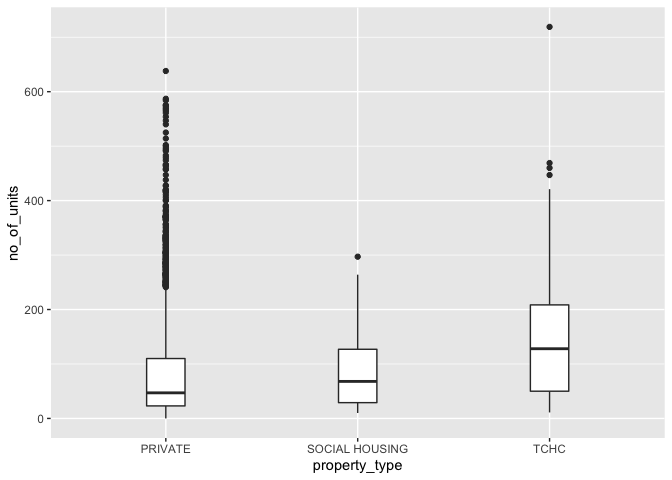 no_of_units
600
400
200
0
PRIVATE
SOCIAL HOUSING
TCHC
property_type